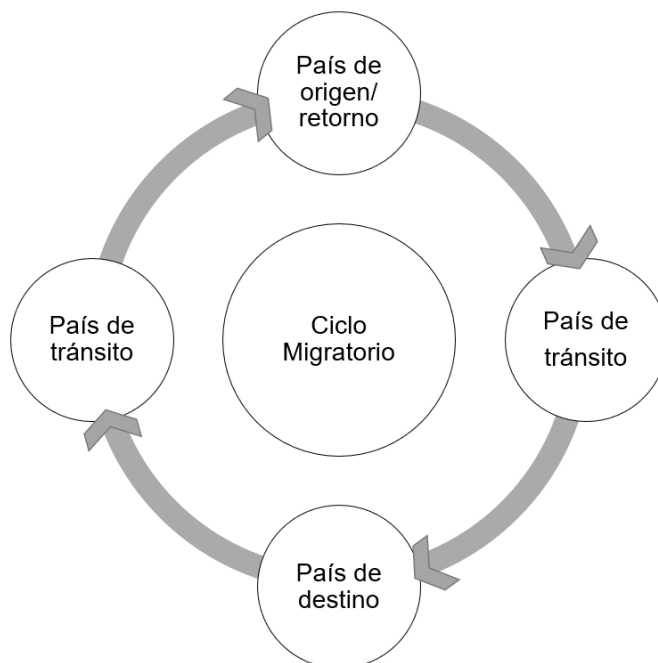 País de
origen/
retorno
País de
tránsito
Ciclo
Migratorio
País de
tránsito
País de
destino